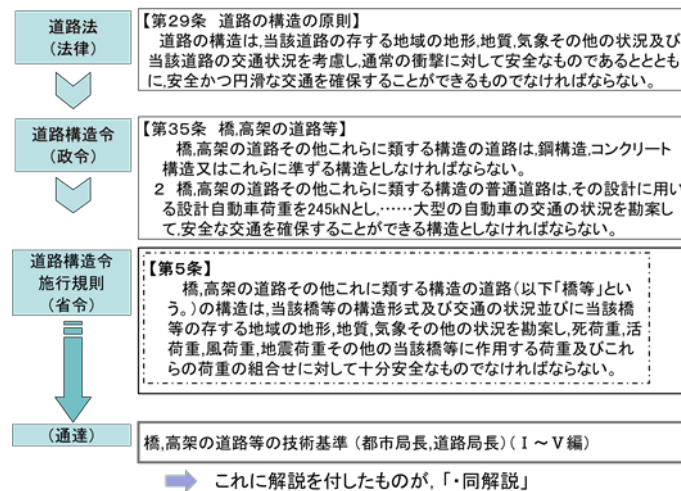 道路法
(法律)
【第29条 道路の構造の原則】
道路の構造は,当該道路の存する地域の地形,地質,気象その他の状況及び
当該道路の交通状況を考慮し,通常の衝撃に対して安全なものであるととも
に,安全かつ円滑な交通を確保することができるものでなければならない。
道路構造令
(政令)
【第35条 橋,高架の道路等】
橋,高架の道路その他これらに類する構造の道路は,鋼構造,コンクリート
構造又はこれらに準ずる構造としなければならない。
2 橋,高架の道路その他これらに類する構造の普通道路は,その設計に用い
る設計自動車荷重を245kNとし,……大型の自動車の交通の状況を勘案し
て,安全な交通を確保することができる構造としなければならない。
道路構造令
施行規則
(省令)
【第5条】
橋,高架の道路その他これに類する構造の道路(以下「橋等」とい
う。)の構造は,当該橋等の構造形式及び交通の状況並びに当該橋
等の存する地域の地形,地質,気象その他の状況を勘案し,死荷重,活
荷重,風荷重,地震荷重その他の当該橋等に作用する荷重及びこれ
らの荷重の組合せに対して十分安全なものでなければならない。
(通達)
橋,高架の道路等の技術基準 (都市局長,道路局長) (Ⅰ~Ⅴ編)
これに解説を付したものが,「・同解説」